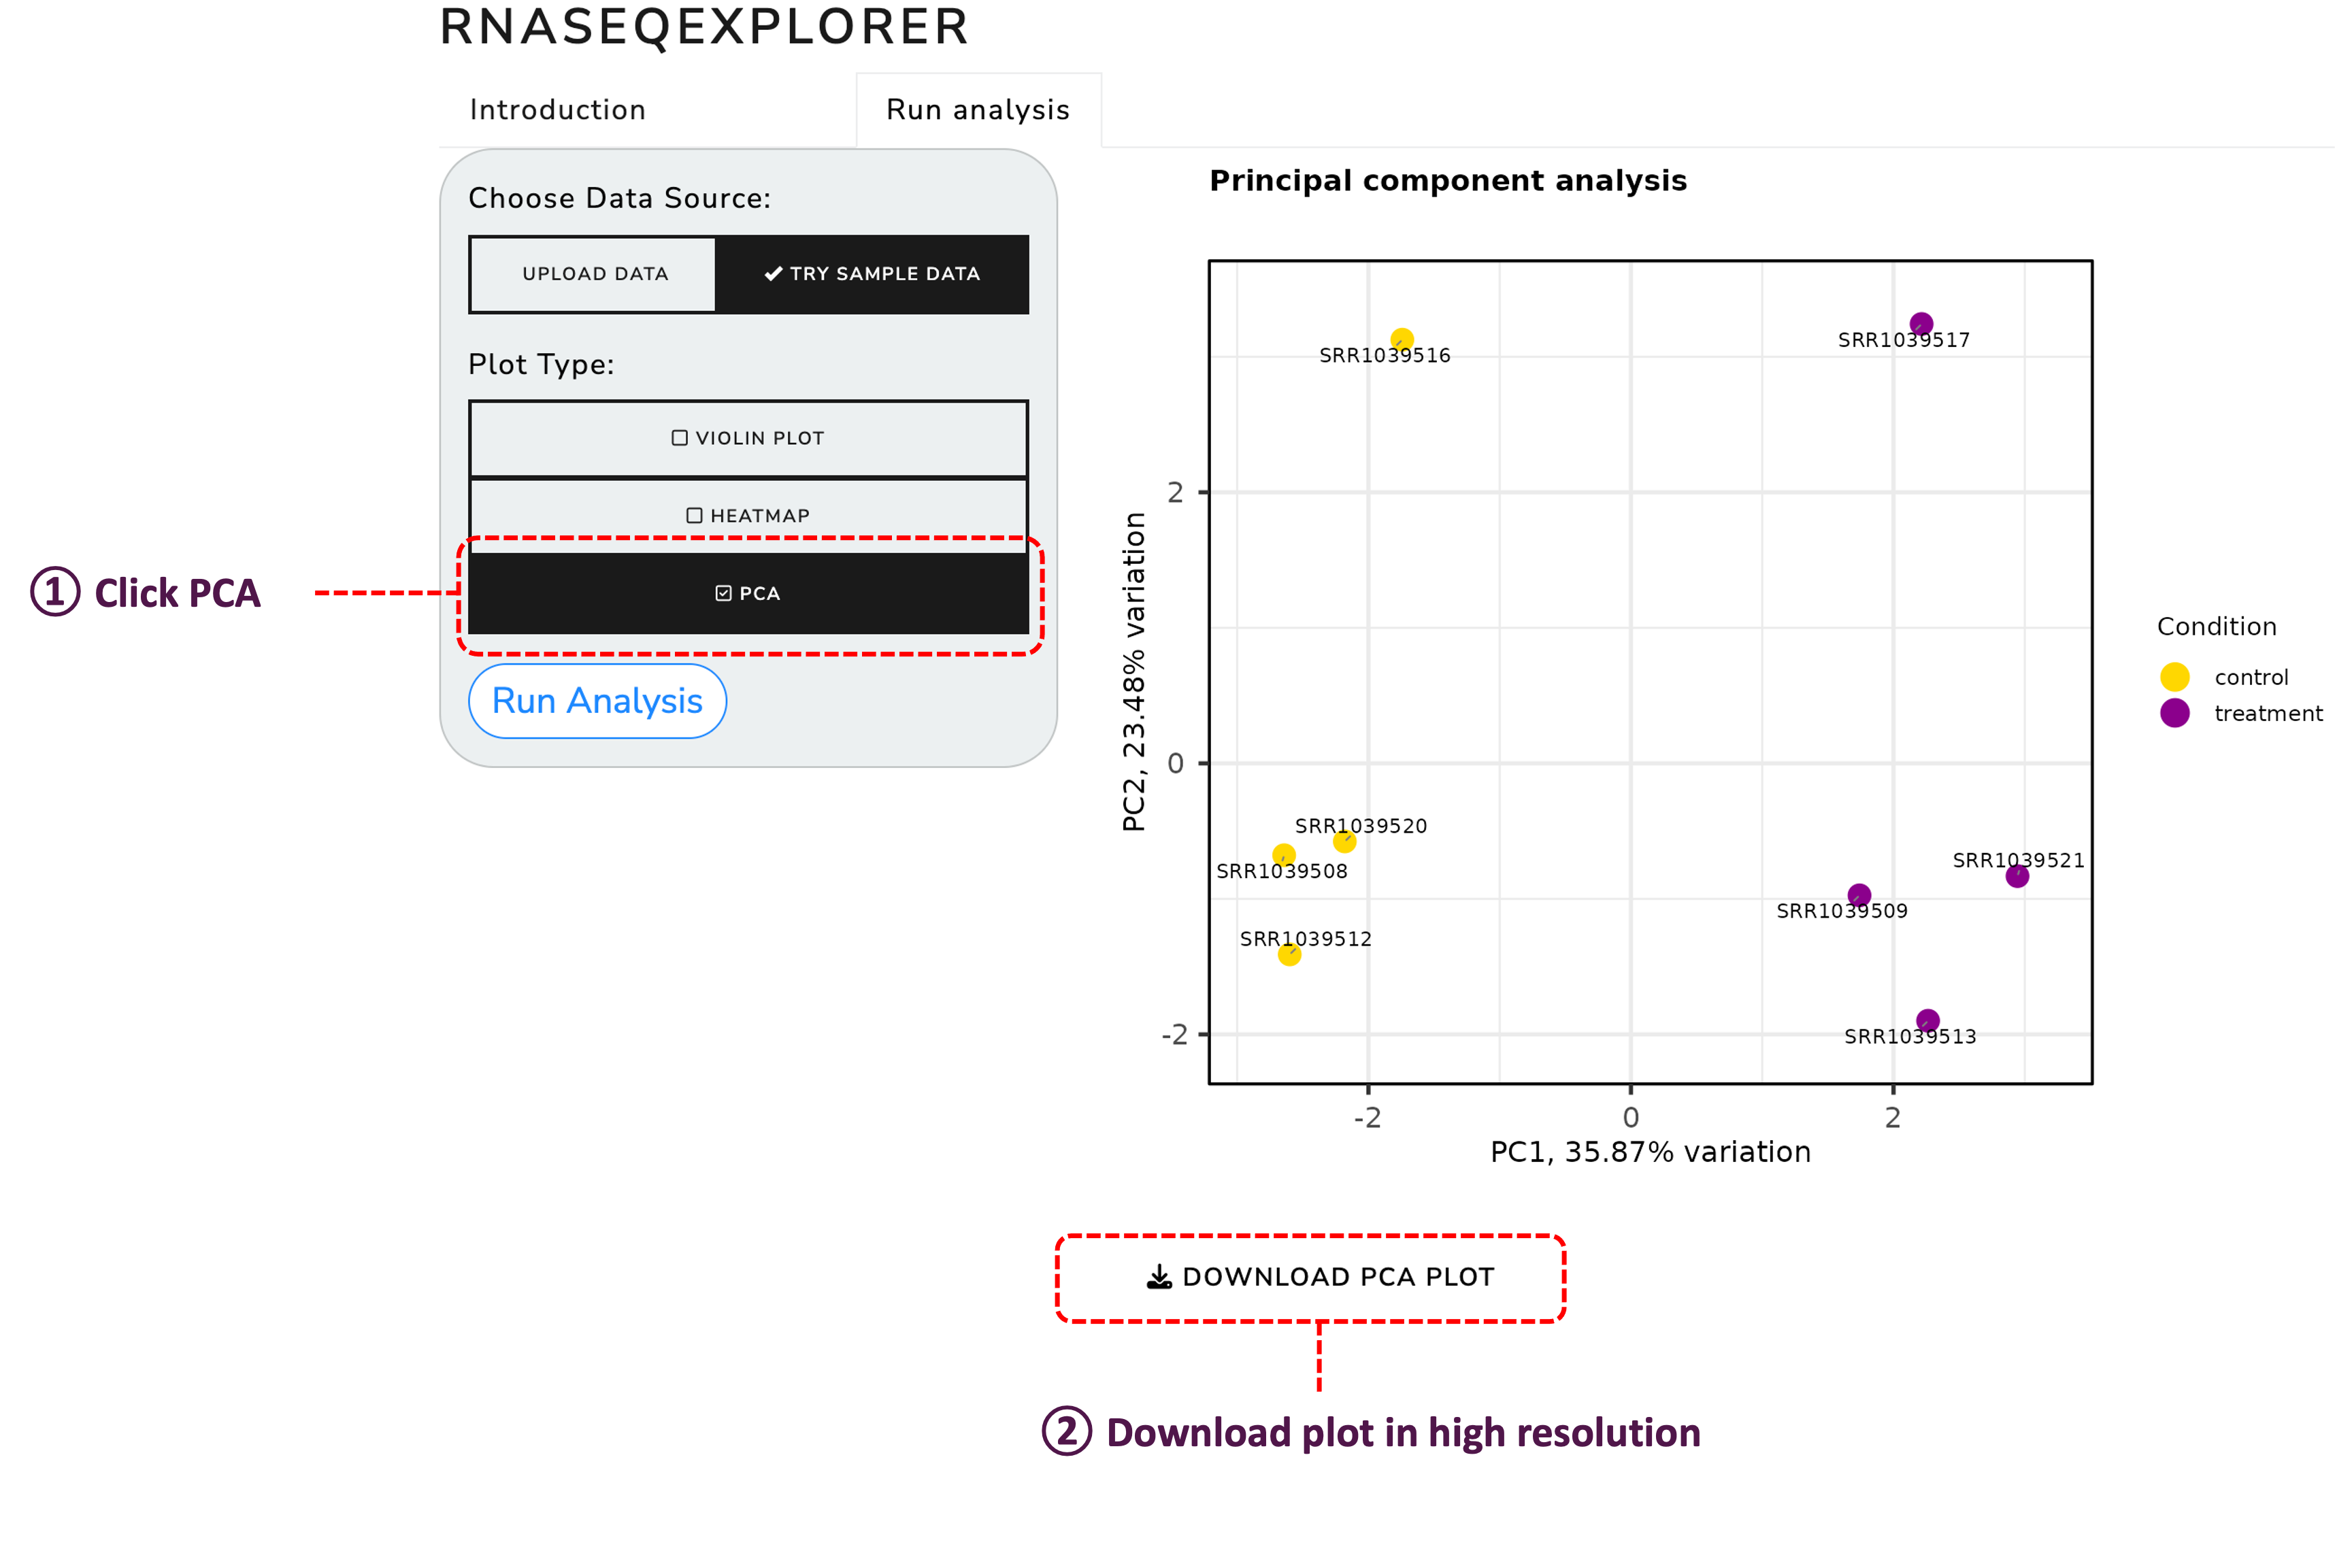 RNASEQEXPLORER
Introduction
Run analysis
Choose Data Source:
UPLOAD DATA
TRY SAMPLE DATA
Plot Type:
VIOLIN PLOT
HEATMAP
PCA
Run Analysis
① Click PCA
Principal component analysis
SRR1039516
SRR1039517
SRR1039520
SRR1039508
SRR1039521
SRR1039509
SRR1039512
SRR1039513
2
0
-2
PC2, 23.48% variation
-2
0
2
PC1, 35.87% variation
Condition
control
treatment
DOWNLOAD PCA PLOT
② Download plot in high resolution